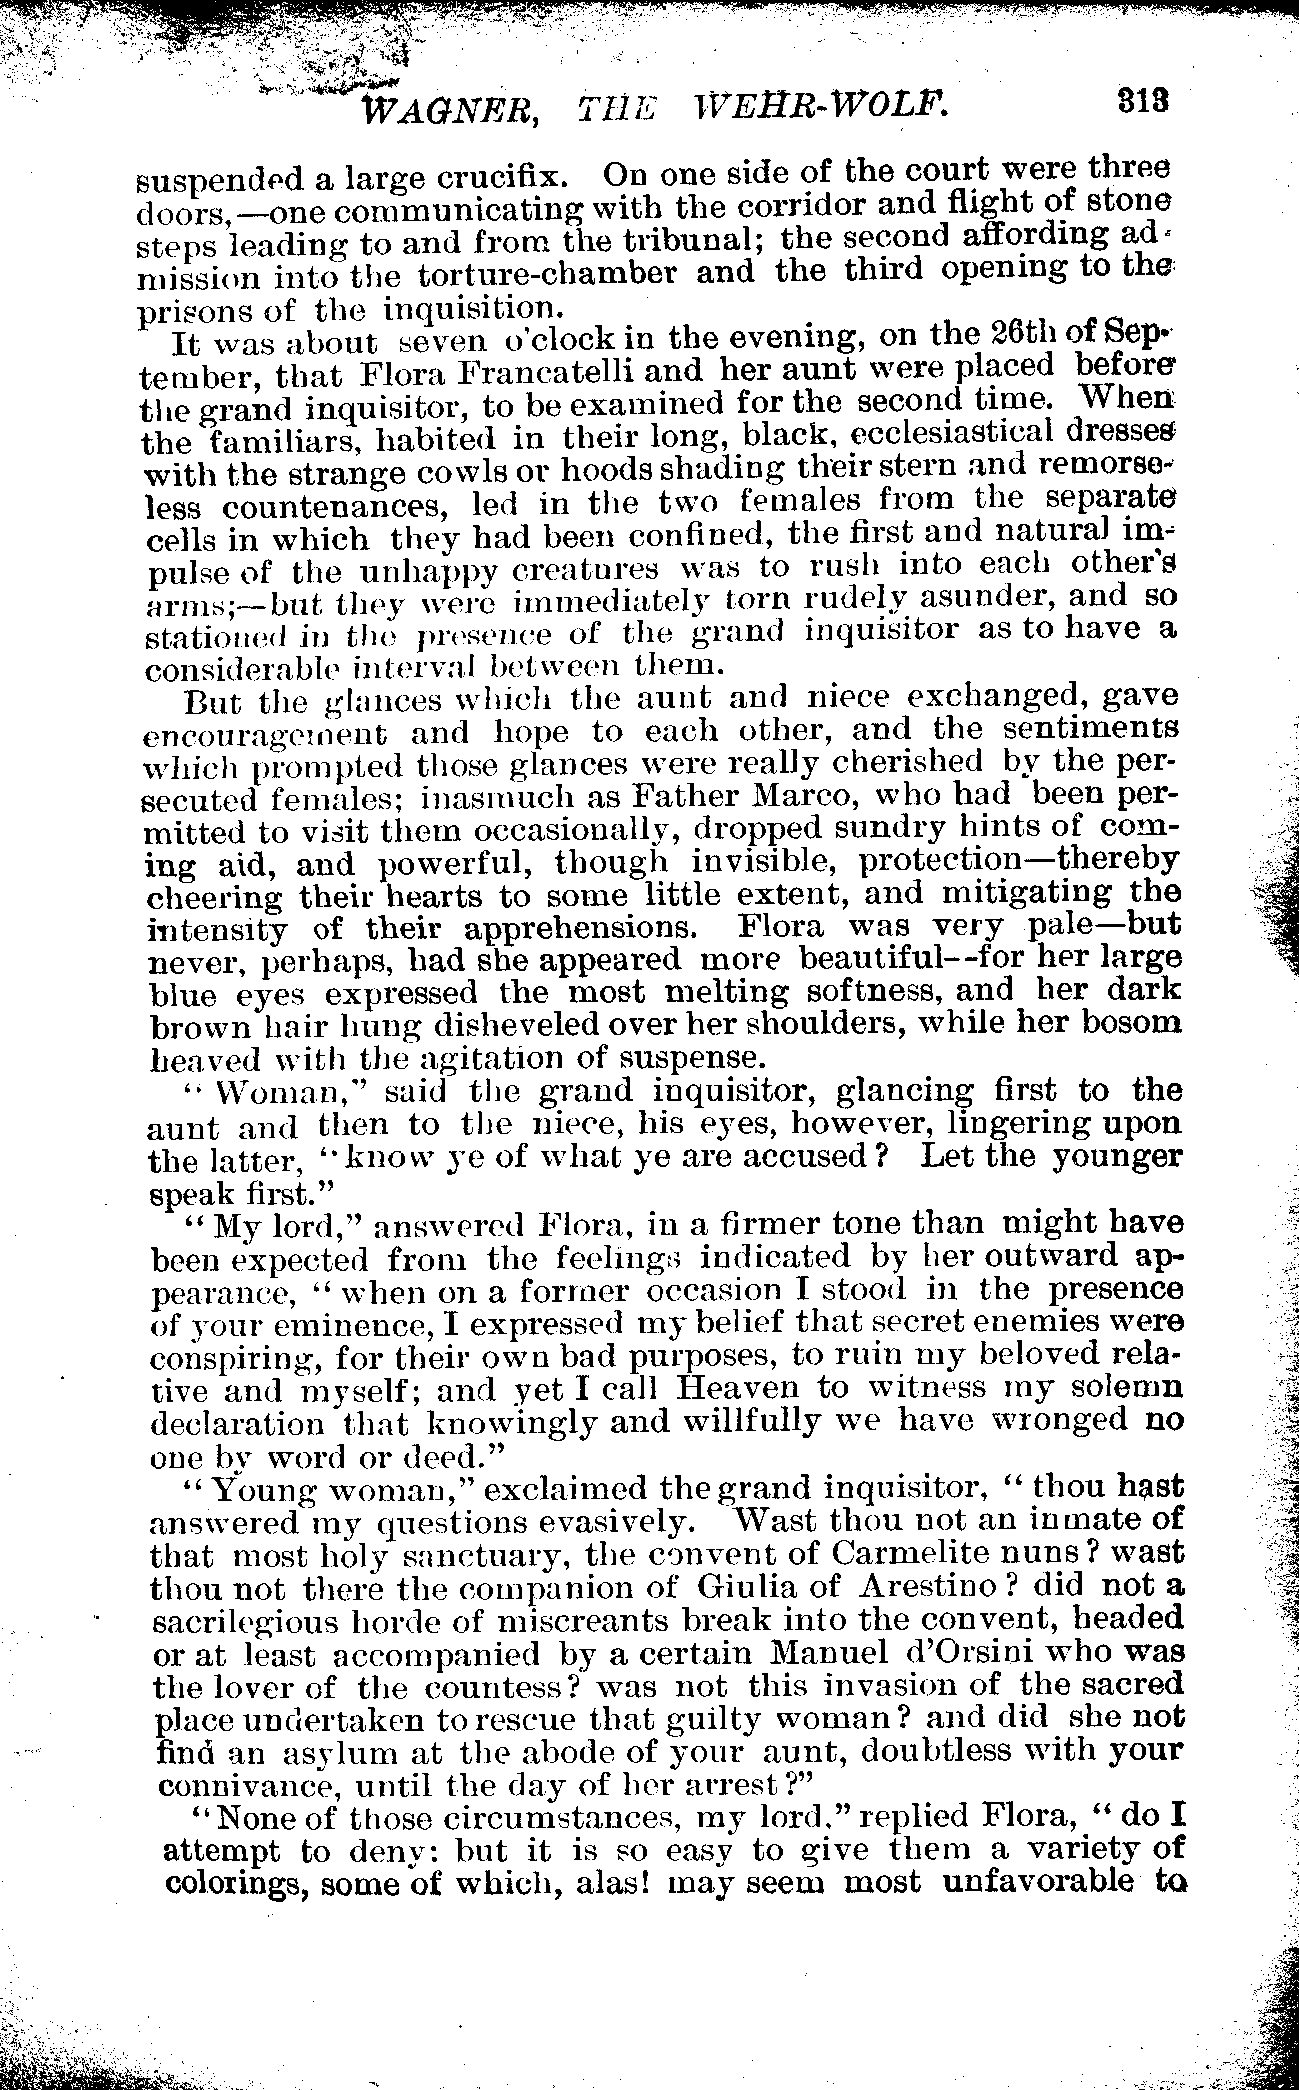 WAGNER, THE WEHR-WOLF. 313
suspended a large crucifix. On one side of the court were three
doors,—one communicating with the corridor and flight of stone
steps leading to and from the tribunal; the second affording ad-
mission into the torture-chamber and the third opening to the
prisons of the inquisition.
It was about seven o'clock in the evening, on the 26th of Sep-
tember, that Flora Francatelli and her aunt were placed before
the grand inquisitor, to be examined for the second time. When
the familiars, habited in their long, black, ecclesiastical dresses
with the strange cowls or hoods shading their stern and remorse-
less countenances, led in the two females from the separate
cells in which they had been confined, the first and natural im-
pulse of the unhappy creatures was to rush into each other's
arms;—but they were immediately torn rudely asunder, and so
stationed in the presence of the grand inquisitor as to have a
considerable interval between them.
But the glances which the aunt and niece exchanged, gave
encouragement and hope to each other, and the sentiments
which prompted those glances were really cherished by the per-
secuted females; inasmuch as Father Marco, who had been per-
mitted to visit them occasionally, dropped sundry hints of com-
ing aid, and powerful, though invisible, protection—thereby
cheering their hearts to some little extent, and mitigating the
intensity of their apprehensions. Flora was very pale—but
never, perhaps, had she appeared more beautiful--for her large
blue eyes expressed the most melting softness, and her dark
brown hair hung disheveled over her shoulders, while her bosom
heaved with the agitation of suspense.
"Woman," said the grand inquisitor, glancing first to the
aunt and then to the niece, his eyes, however, lingering upon
the latter, "know ye of what ye are accused? Let the younger
speak first."
"My lord," answered Flora, in a firmer tone than might have
been expected from the feelings indicated by her outward ap-
pearance, "when on a former occasion I stood in the presence
of your eminence, I expressed my belief that secret enemies were
conspiring, for their own bad purposes, to ruin my beloved rela-
tive and myself; and yet I call Heaven to witness my solemn
declaration that knowingly and willfully we have wronged no
one by word or deed."
"Young woman," exclaimed the grand inquisitor, "thou hast
answered my questions evasively. Wast thou not an inmate of
that most holy sanctuary, the convent of Carmelite nuns? wast
thou not there the companion of Giulia of Arestino? did not a
sacrilegious horde of miscreants break into the convent, headed
or at least accompanied by a certain Manuel d'Orsini who was
the lover of the countess? was not this invasion of the sacred
place undertaken to rescue that guilty woman? and did she not
find an asylum at the abode of your aunt, doubtless with your
connivance, until the day of her arrest?"
"None of those circumstances, my lord," replied Flora, "do I
attempt to deny: but it is so easy to give them a variety of
colorings, some of which, alas! may seem most unfavorable to